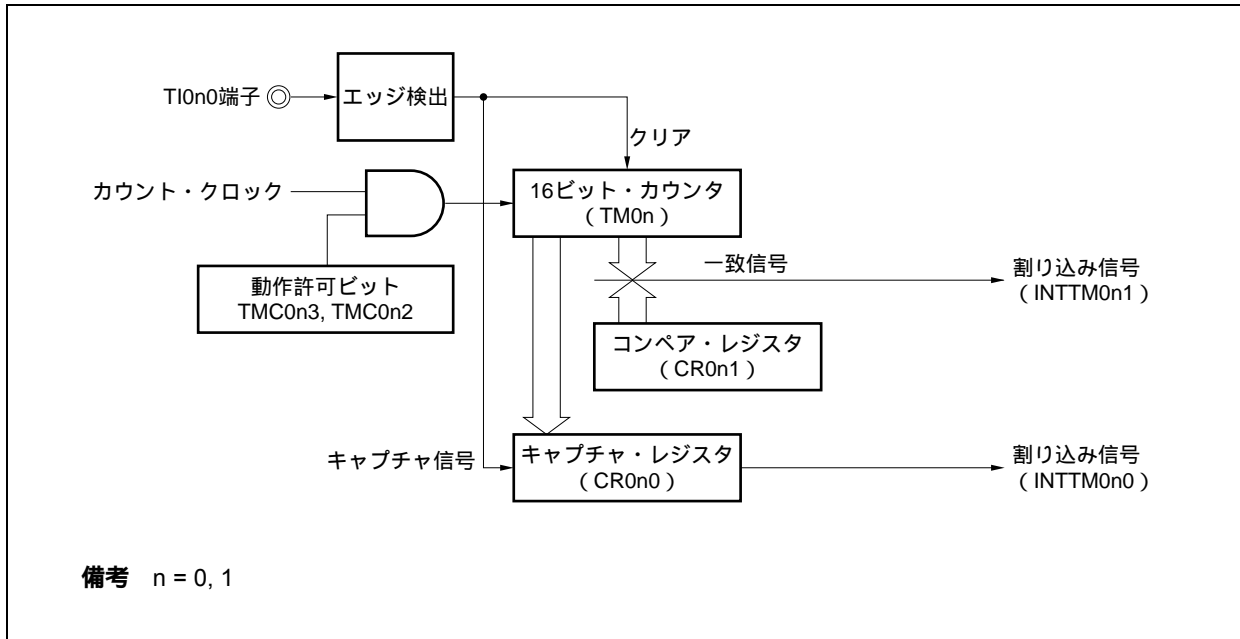 TI0n0端子
エッジ検出
クリア
カウント・クロック
16ビット・カウンタ
（TM0n）
動作許可ビット
TMC0n3, TMC0n2
一致信号
割り込み信号
（INTTM0n1）
コンペア・レジスタ
（CR0n1）
キャプチャ信号
キャプチャ・レジスタ
（CR0n0）
割り込み信号
（INTTM0n0）
備考 n = 0, 1